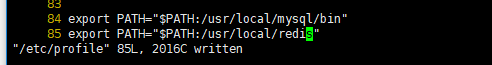 83
84 export PATH="$PATH:/usr/local/mysql/bin"
85 export PATH="$PATH:/usr/local/redis"
"/etc/profile" 85L, 2016C written